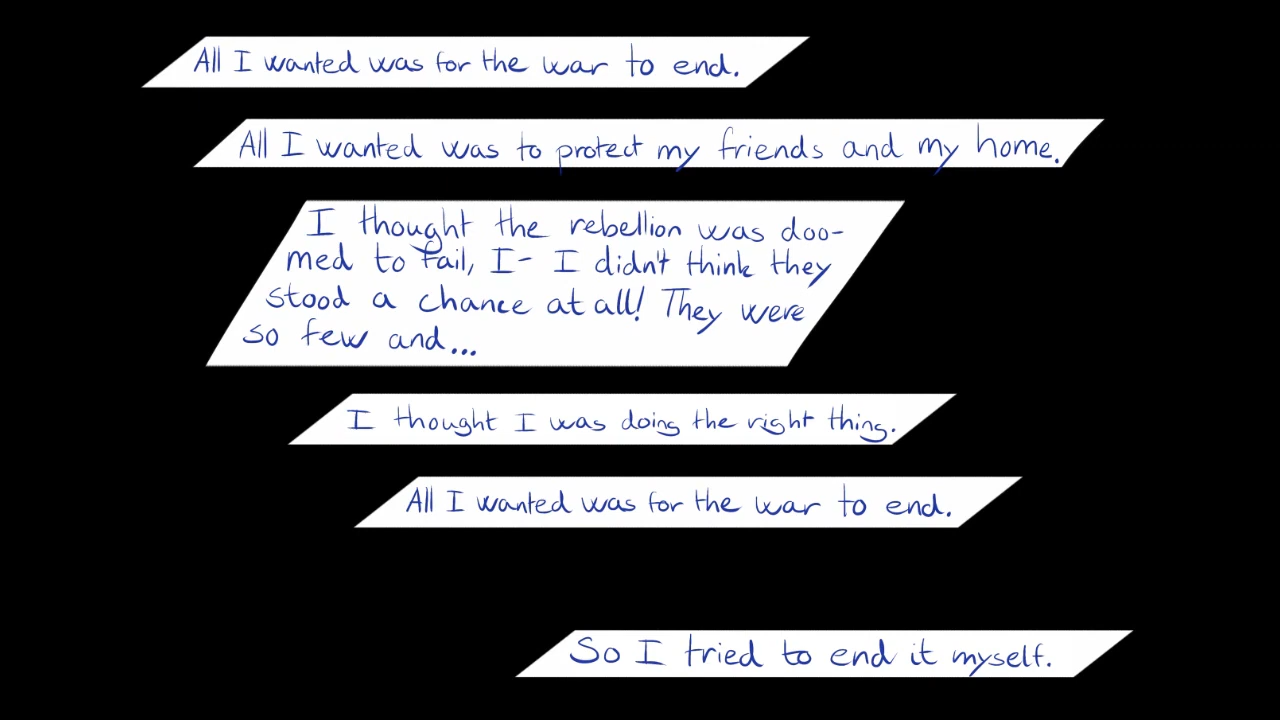 All I wanted was for the war to end.
All I wanted was to protect my friends and my home.
I thought the rebellion was doo-
med to fail, I- I didn't think they
stood a chance at all! They were
so few and...
I thought I was doing the right thing.
All I wanted was for the war to end.
So I tried to end it myself.